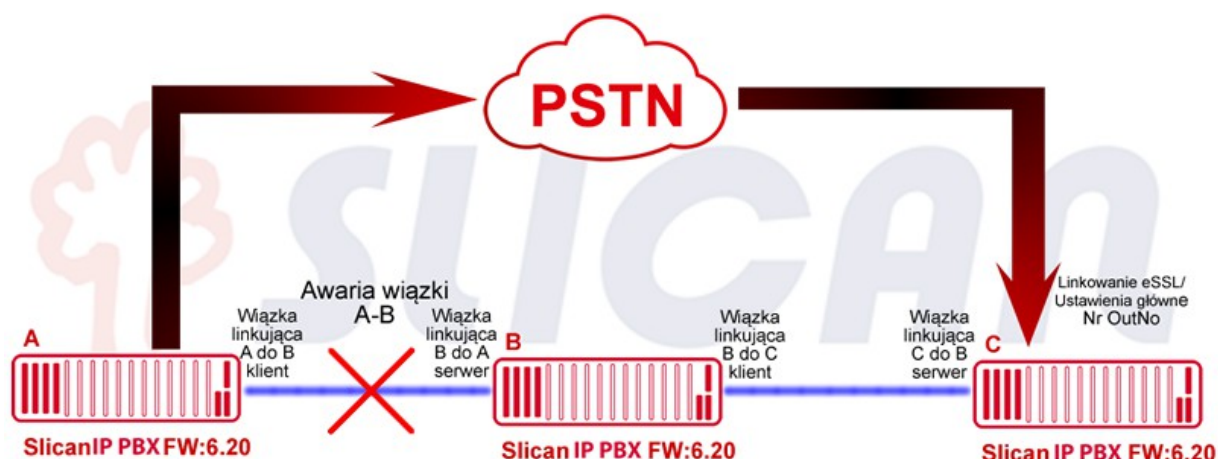 PSTN
SLICAN
Linkowanie eSSL/
Ustawienia główne
Nr OutNo
Awaria wiązki
A-B
A
Wiązka
linkująca
A do B
klient
Wiązka
linkująca
B do A
serwer
B
Wiązka
linkująca
B do C
klient
Wiązka
linkująca
C do B
serwer
C
SlicanIP PBX FW:6.20
Slican IP PBX FW:6.20
Slican IP PBX FW:6.20